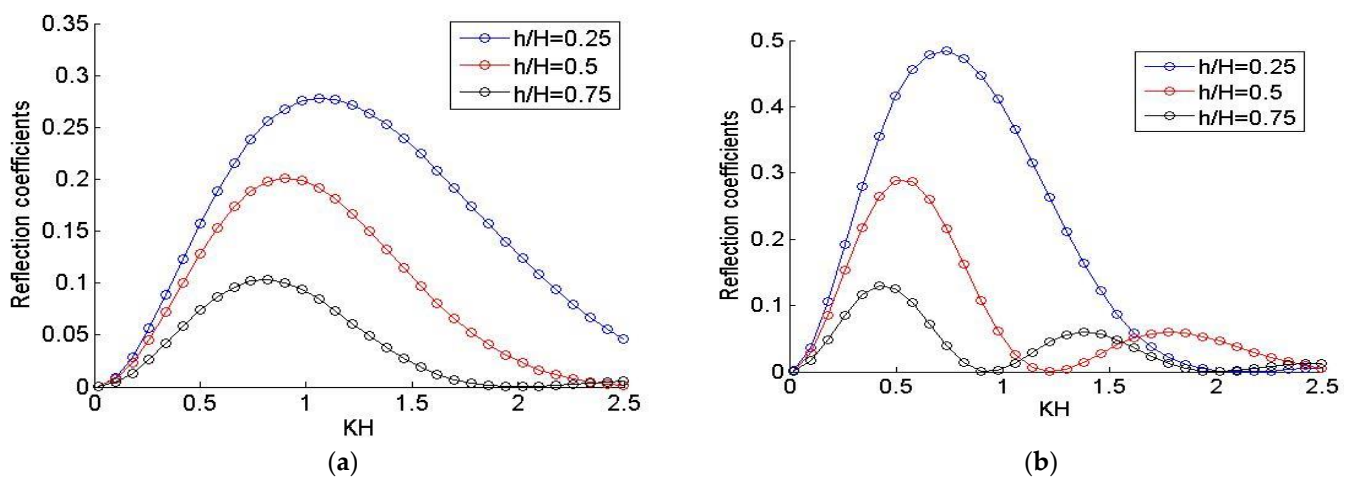 0.35
0.3
0.25
0.2
0.15
0.1
0.05
0
Reflection coefficients
h/H=0.25
h/H=0.5
h/H=0.75
0 0.5 1 1.5 2 2.5
KH
(a)
0.5
0.4
0.3
0.2
0.1
0
Reflection coefficients
h/H=0.25
h/H=0.5
h/H=0.75
0 0.5 1 1.5 2 2.5
KH
(b)